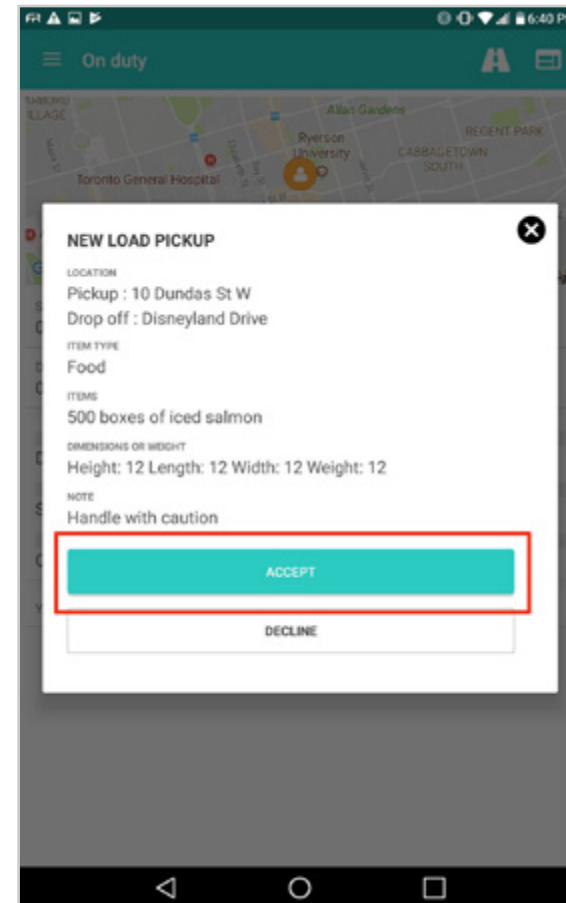 6:40 P
On duty
Allan Gardens
REGENT PARK
Ryerson
University
CABBAGETOWN
SOUTH
Toronto General Hospital
NEW LOAD PICKUP
LOCATION
Pickup : 10 Dundas St W
Drop off : Disneyland Drive
ITEM TYPE
Food
ITEMS
500 boxes of iced salmon
DIMENSIONS OR WEIGHT
Height: 12 Length: 12 Width: 12 Weight: 12
NOTE
Handle with caution
ACCEPT
DECLINE